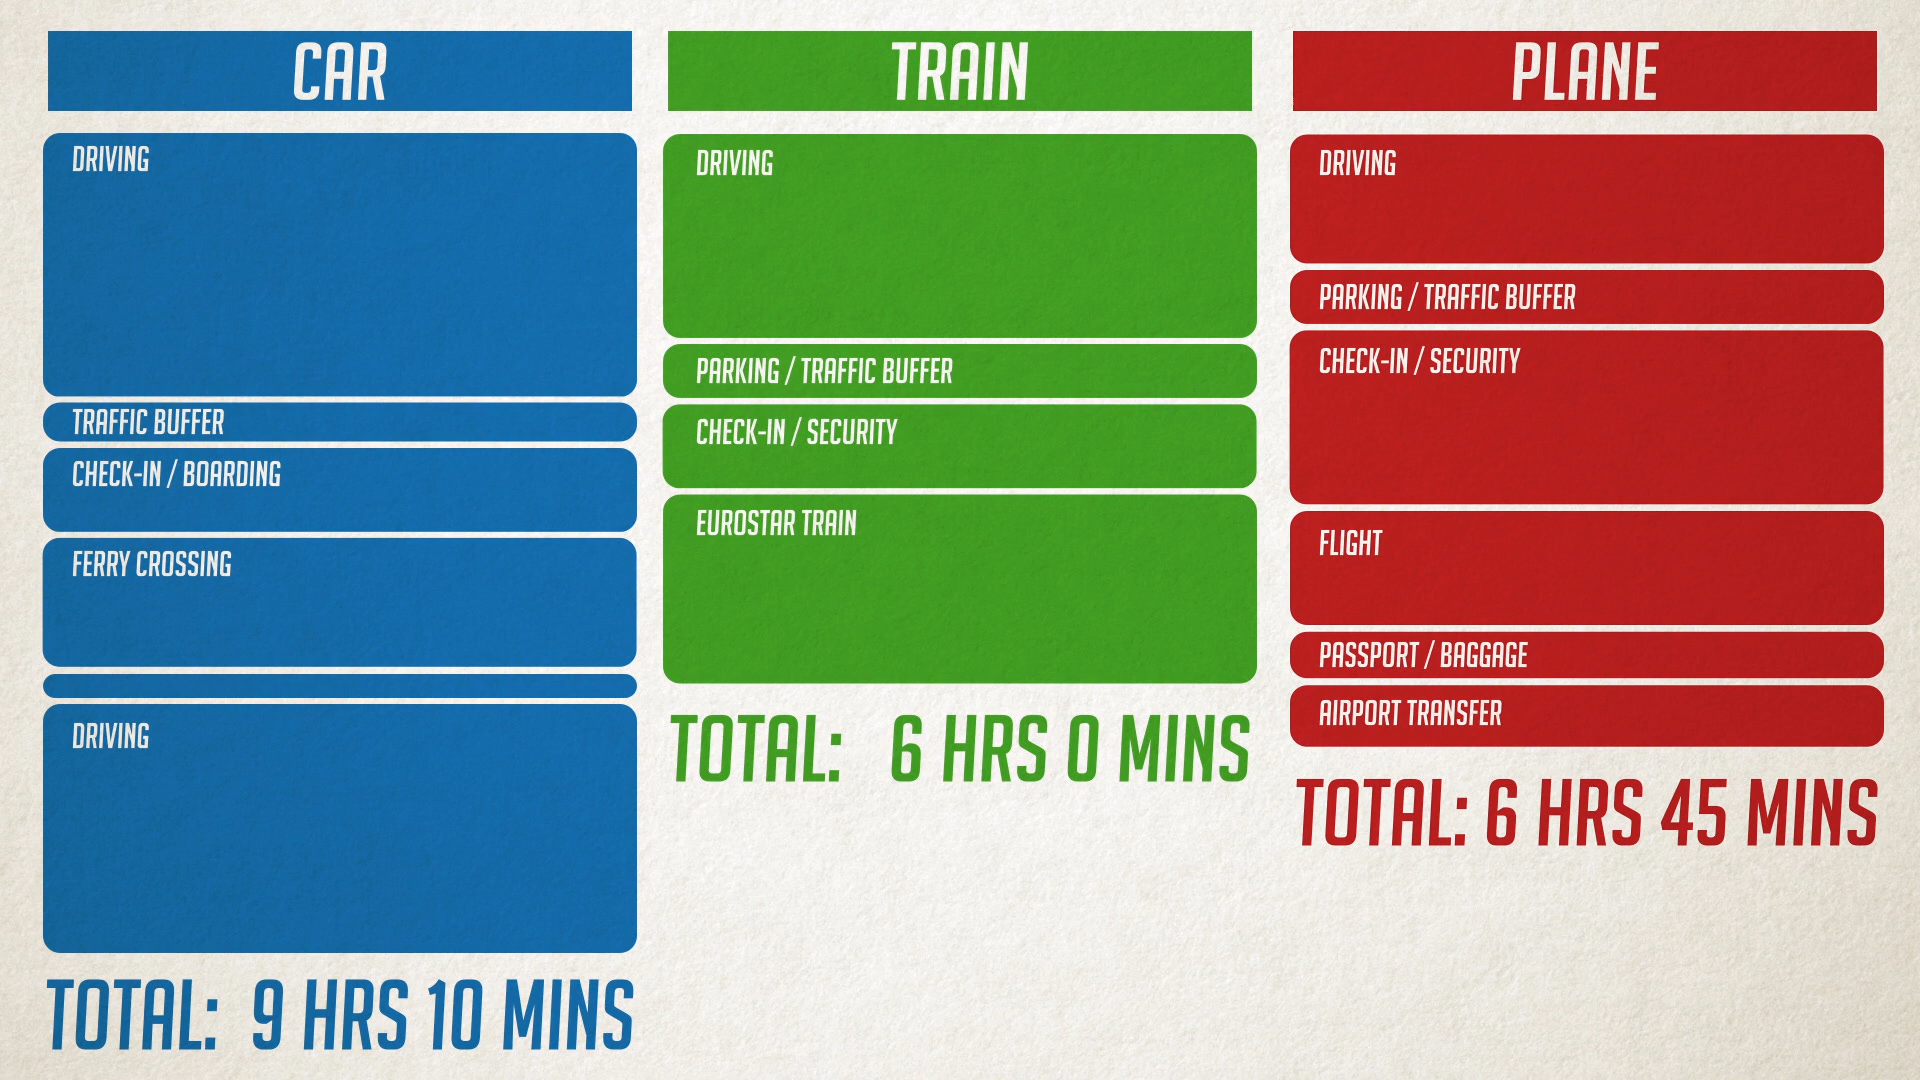 CAR
DRIVING
TRAFFIC BUFFER
CHECK-IN / BOARDING
FERRY CROSSING
DRIVING
TOTAL: 9 HRS 10 MINS
TRAIN
DRIVING
PARKING / TRAFFIC BUFFER
CHECK-IN / SECURITY
EUROSTAR TRAIN
TOTAL: 6 HRS 0 MINS
PLANE
DRIVING
PARKING / TRAFFIC BUFFER
CHECK-IN / SECURITY
FLIGHT
PASSPORT / BAGGAGE
AIRPORT TRANSFER
TOTAL: 6 HRS 45 MINS